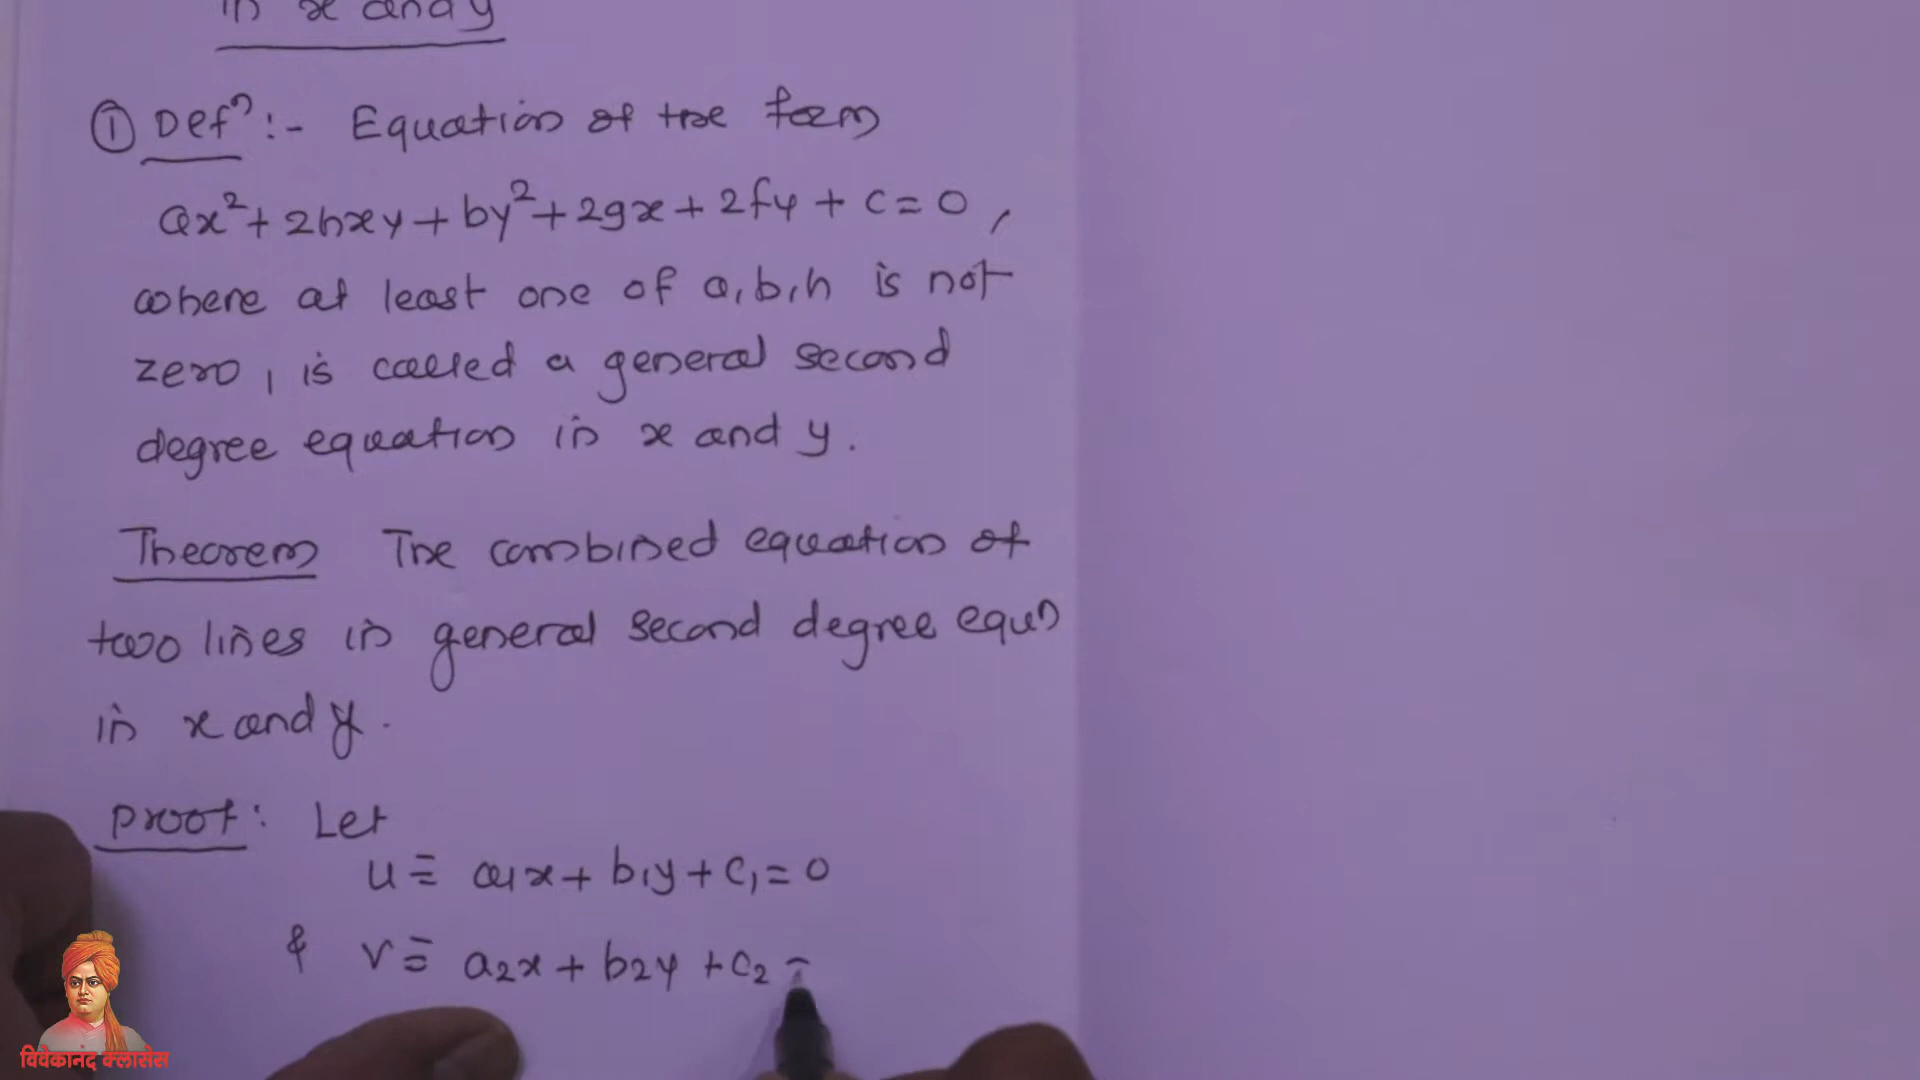 in x and y
① Defⁿ :- Equation of the form
ax² + 2hxy + by² + 2gx + 2fy + c = 0 ,
where at least one of a, b, h is not
zero, is called a general second
degree equation in x and y.
Theorem The combined equation of
two lines in general second degree equn
in x and y.
Proof : Let
u ≡ a₁x + b₁y + c₁ = 0
& v ≡ a₂x + b₂y + c₂ =
विवेकानंद क्लासेस